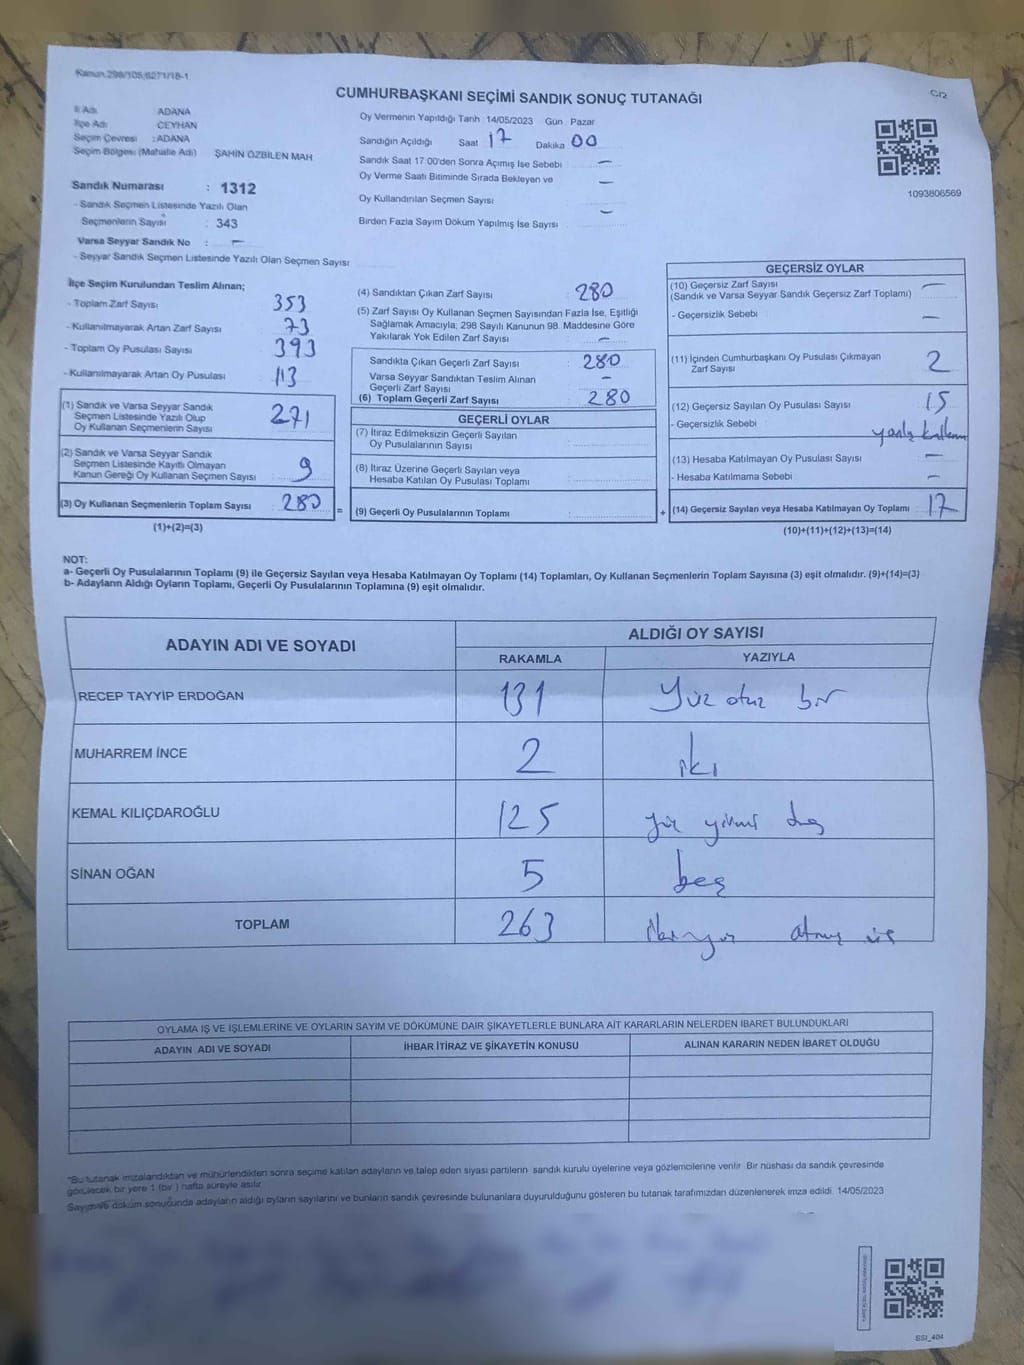 Kanun.298/105;6271/18-1
C/2
CUMHURBAŞKANI SEÇİMİ SANDIK SONUÇ TUTANAĞI
İl Adı ADANA
İlçe Adı CEYHAN
Seçim Çevresi : ADANA
Seçim Bölgesi (Mahalle Adı) ŞAHİN ÖZBİLEN MAH
Sandık Numarası : 1312
- Sandık Seçmen Listesinde Yazılı Olan
Seçmenlerin Sayısı : 343
Varsa Seyyar Sandık No : –
- Seyyar Sandık Seçmen Listesinde Yazılı Olan Seçmen Sayısı
Oy Vermenin Yapıldığı Tarih : 14/05/2023 Gün Pazar
Sandığın Açıldığı Saat 17 Dakika 00
Sandık Saat 17:00'den Sonra Açımış İse Sebebi –
Oy Verme Saati Bitiminde Sırada Bekleyen ve –
Oy Kullandırılan Seçmen Sayısı
Birden Fazla Sayım Döküm Yapılmış İse Sayısı –
1093806569
İlçe Seçim Kurulundan Teslim Alınan;
- Toplam Zarf Sayısı 353
- Kullanılmayarak Artan Zarf Sayısı 73
- Toplam Oy Pusulası Sayısı 393
- Kullanılmayarak Artan Oy Pusulası 113
(1) Sandık ve Varsa Seyyar Sandık
Seçmen Listesinde Yazılı Olup
Oy Kullanan Seçmenlerin Sayısı 271
(2) Sandık ve Varsa Seyyar Sandık
Seçmen Listesinde Kayıtlı Olmayan
Kanun Gereği Oy Kullanan Seçmen Sayısı 9
(3) Oy Kullanan Seçmenlerin Toplam Sayısı 280
(1)+(2)=(3)
=
(4) Sandıktan Çıkan Zarf Sayısı : 280
(5) Zarf Sayısı Oy Kullanan Seçmen Sayısından Fazla İse, Eşitliği
Sağlamak Amacıyla; 298 Sayılı Kanunun 98. Maddesine Göre
Yakılarak Yok Edilen Zarf Sayısı –
Sandıkta Çıkan Geçerli Zarf Sayısı : 280
Varsa Seyyar Sandıktan Teslim Alınan –
Geçerli Zarf Sayısı
(6) Toplam Geçerli Zarf Sayısı : 280
GEÇERLİ OYLAR
(7) İtiraz Edilmeksizin Geçerli Sayılan
Oy Pusulalarının Sayısı
(8) İtiraz Üzerine Geçerli Sayılan veya
Hesaba Katılan Oy Pusulası Toplamı
(9) Geçerli Oy Pusulalarının Toplamı
+
GEÇERSİZ OYLAR
(10) Geçersiz Zarf Sayısı –
(Sandık ve Varsa Seyyar Sandık Geçersiz Zarf Toplamı)
- Geçersizlik Sebebi –
(11) İçinden Cumhurbaşkanı Oy Pusulası Çıkmayan 2
Zarf Sayısı
(12) Geçersiz Sayılan Oy Pusulası Sayısı 15
- Geçersizlik Sebebi
(13) Hesaba Katılmayan Oy Pusulası Sayısı –
- Hesaba Katılmama Sebebi –
(14) Geçersiz Sayılan veya Hesaba Katılmayan Oy Toplamı 17
(10)+(11)+(12)+(13)=(14)
NOT:
a- Geçerli Oy Pusulalarının Toplamı (9) ile Geçersiz Sayılan veya Hesaba Katılmayan Oy Toplamı (14) Toplamları, Oy Kullanan Seçmenlerin Toplam Sayısına (3) eşit olmalıdır. (9)+(14)=(3)
b- Adayların Aldığı Oyların Toplamı, Geçerli Oy Pusulalarının Toplamına (9) eşit olmalıdır.
ADAYIN ADI VE SOYADI ALDIĞI OY SAYISI
RAKAMLA YAZIYLA
RECEP TAYYİP ERDOĞAN 131 Yüz otuz bir
MUHARREM İNCE 2 iki
KEMAL KILIÇDAROĞLU 125 yüz yirmi beş
SİNAN OĞAN 5 beş
TOPLAM 263 ikiyüz atmış üç
OYLAMA İŞ VE İŞLEMLERİNE VE OYLARIN SAYIM VE DÖKÜMÜNE DAİR ŞİKAYETLERLE BUNLARA AİT KARARLARIN NELERDEN İBARET BULUNDUKLARI
ADAYIN ADI VE SOYADI İHBAR İTİRAZ VE ŞİKAYETİN KONUSU ALINAN KARARIN NEDEN İBARET OLDUĞU
*Bu tutanak imzalandıktan ve mühürlendikten sonra seçime katılan adayların ve talep eden siyasi partilerin sandık kurulu üyelerine veya gözlemcilerine verilir. Bir nüshası da sandık çevresinde
görülecek bir yere 1 (bir ) hafta süreyle asılır
Sayım ve döküm sonuçunda adayların aldığı oyların sayılarını ve bunların sandık çevresinde bulunanlara duyurulduğunu gösteren bu tutanak tarafımızdan düzenlenerek imza edildi. 14/05/2023
SSI_404